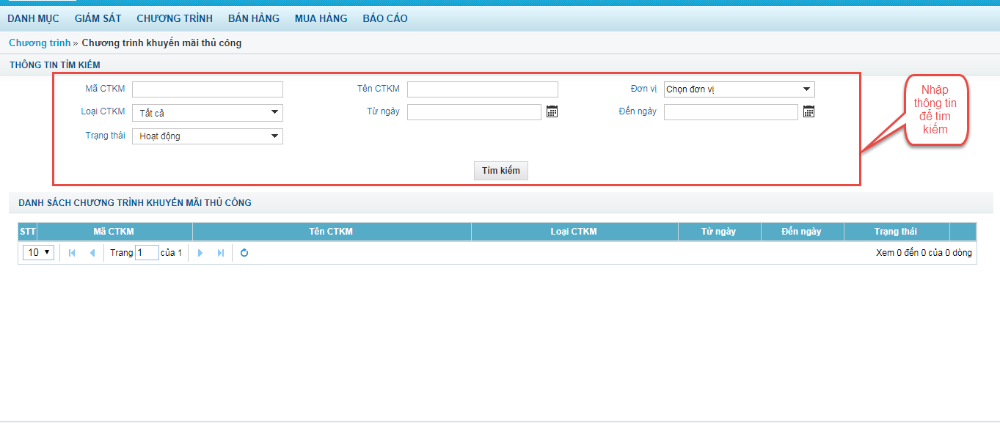 DANH MỤC GIÁM SÁT CHƯƠNG TRÌNH BÁN HÀNG MUA HÀNG BÁO CÁO
Chương trình » Chương trình khuyến mãi thủ công
THÔNG TIN TÌM KIẾM
Mã CTKM Tên CTKM Đơn vị Chọn đơn vị
Loại CTKM Tất cả Từ ngày Đến ngày
Trạng thái Hoạt động
Tìm kiếm
Nhập
thông tin
để tìm
kiếm
DANH SÁCH CHƯƠNG TRÌNH KHUYẾN MÃI THỦ CÔNG
STT Mã CTKM Tên CTKM Loại CTKM Từ ngày Đến ngày Trạng thái
10 Trang 1 của 1 Xem 0 đến 0 của 0 dòng